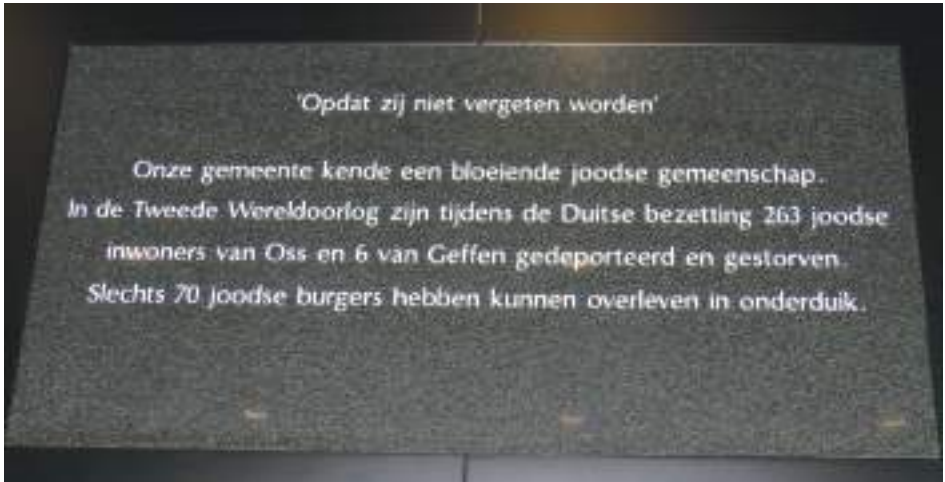 'Opdat zij niet vergeten worden'
Onze gemeente kende een bloeiende joodse gemeenschap.
In de Tweede Wereldoorlog zijn tijdens de Duitse bezetting 263 joodse
inwoners van Oss en 6 van Geffen gedeporteerd en gestorven.
Slechts 70 joodse burgers hebben kunnen overleven in onderduik.